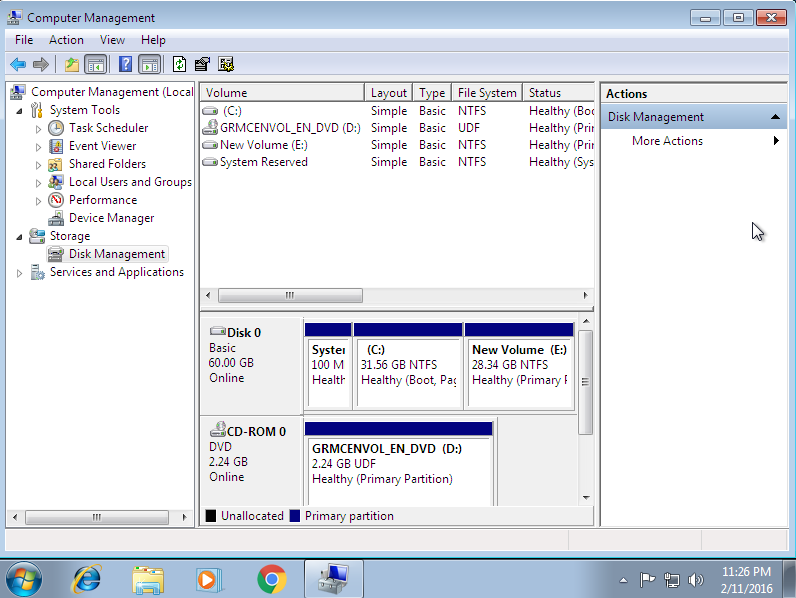 Computer Management
File Action View Help
Computer Management (Local
System Tools
Task Scheduler
Event Viewer
Shared Folders
Local Users and Groups
Performance
Device Manager
Storage
Disk Management
Services and Applications
Volume Layout Type File System Status
(C:) Simple Basic NTFS Healthy (Boo
GRMCENVOL_EN_DVD (D:) Simple Basic UDF Healthy (Pri
New Volume (E:) Simple Basic NTFS Healthy (Pri
System Reserved Simple Basic NTFS Healthy (Sys
Actions
Disk Management
More Actions
Disk 0
Basic
60.00 GB
Online
Syster
100 M
Health
(C:)
31.56 GB NTFS
Healthy (Boot, Pag
New Volume (E:)
28.34 GB NTFS
Healthy (Primary F
CD-ROM 0
DVD
2.24 GB
Online
GRMCENVOL_EN_DVD (D:)
2.24 GB UDF
Healthy (Primary Partition)
Unallocated Primary partition
11:26 PM
2/11/2016